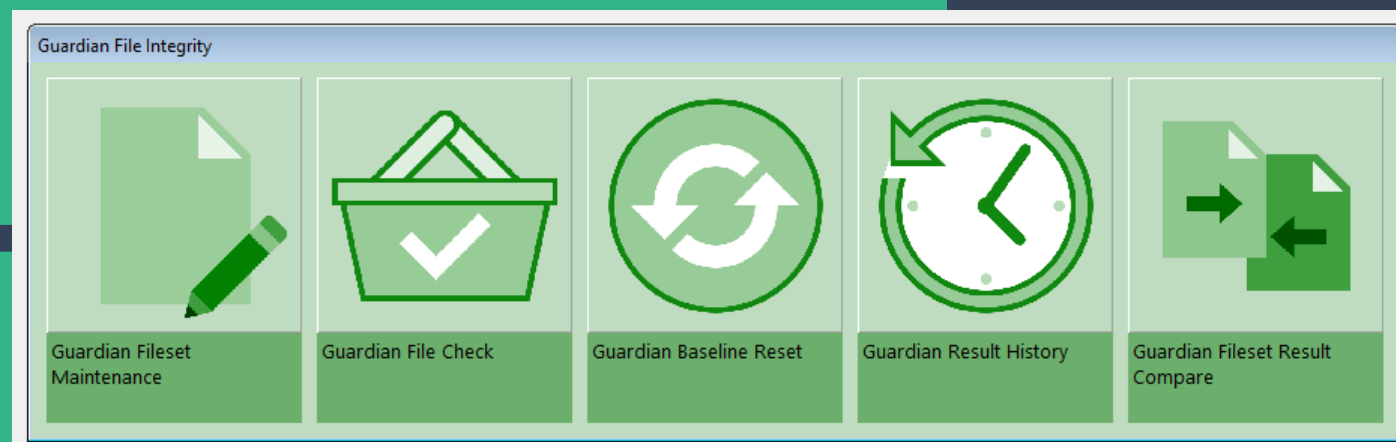 Guardian File Integrity
Guardian Fileset
Maintenance
Guardian File Check
Guardian Baseline Reset
Guardian Result History
Guardian Fileset Result
Compare